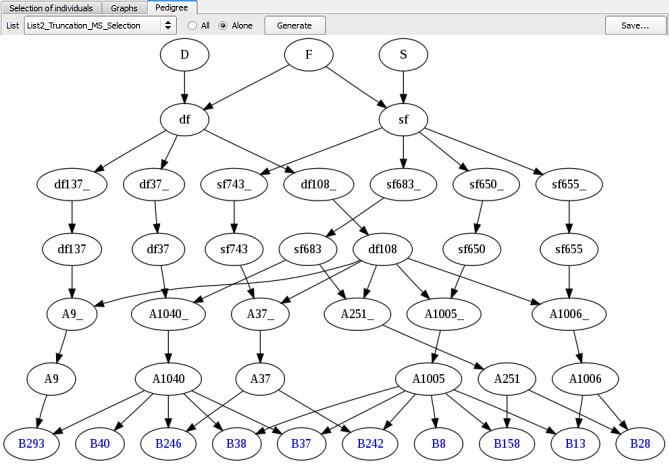 Selection of individuals Graphs Pedigree
List List2_Truncation_MS_Selection All Alone Generate Save...
D F S
df sf
df137_ df37_ sf743_ df108_ sf683_ sf650_ sf655_
df137 df37 sf743 sf683 df108 sf650 sf655
A9_ A1040_ A37_ A251_ A1005_ A1006_
A9 A1040 A37 A1005 A251 A1006
B293 B40 B246 B38 B37 B242 B8 B158 B13 B28